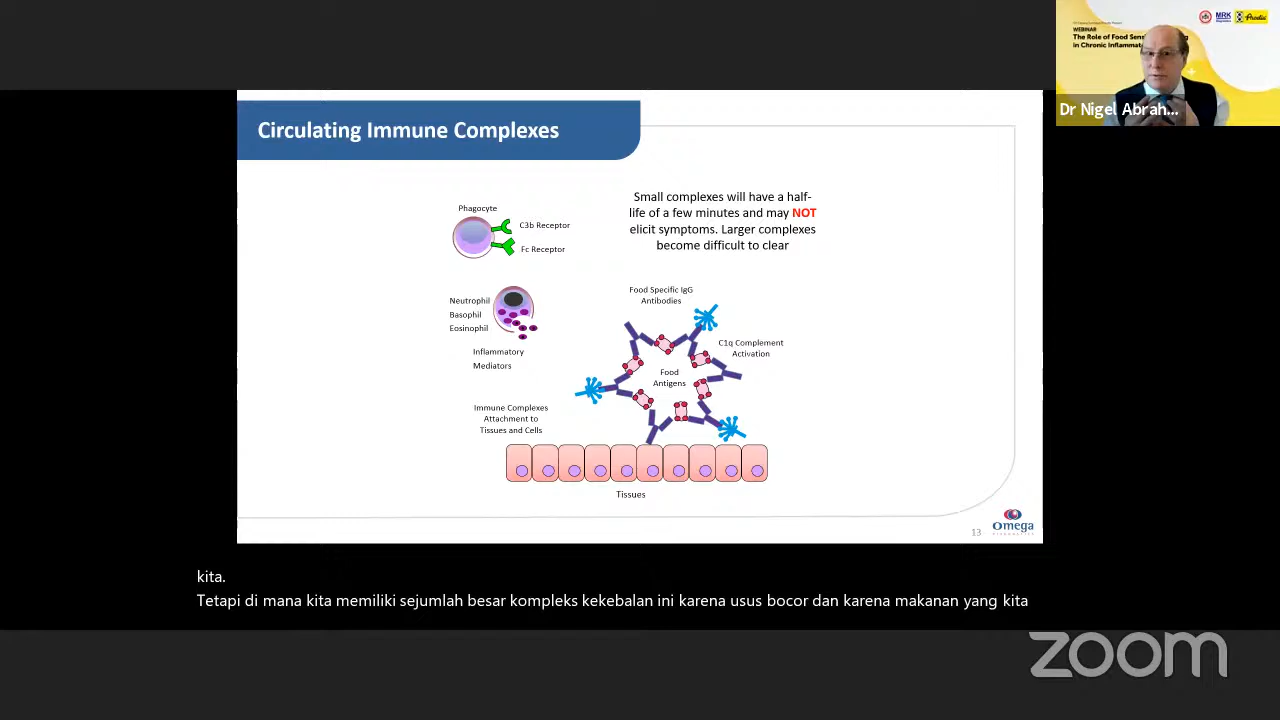 WEBINAR
The Role of Food
in Chronic
MRK
Prodia
Dr Nigel Abrah...
Circulating Immune Complexes
Phagocyte
C3b Receptor
Fc Receptor
Small complexes will have a half-
life of a few minutes and may NOT
elicit symptoms. Larger complexes
become difficult to clear
Neutrophil
Basophil
Eosinophil
Inflammatory
Mediators
Food Specific IgG
Antibodies
C1q Complement
Activation
Food
Antigens
Immune Complexes
Attachment to
Tissues and Cells
Tissues
13
Omega
DIAGNOSTICS
kita.
Tetapi di mana kita memiliki sejumlah besar kompleks kekebalan ini karena usus bocor dan karena makanan yang kita
zoom